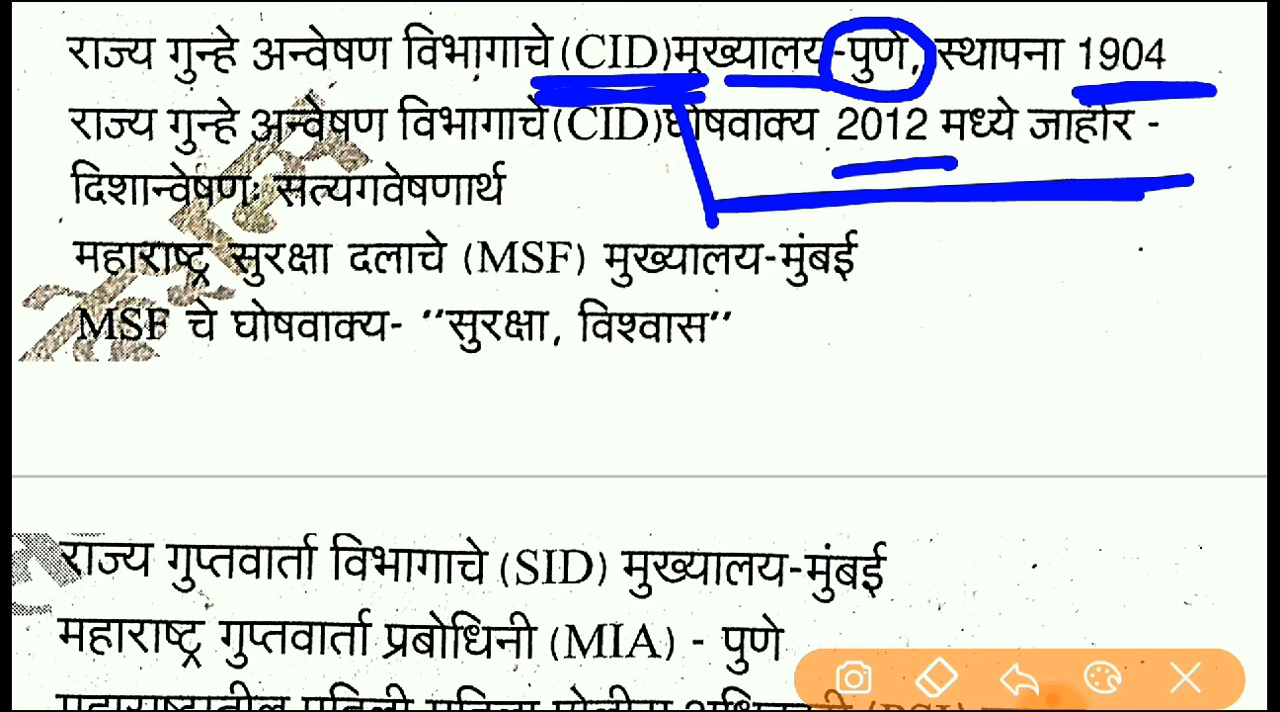 राज्य गुन्हे अन्वेषण विभागाचे (CID)मुख्यालय-पुणे, स्थापना 1904
राज्य गुन्हे अन्वेषण विभागाचे(CID)घोषवाक्य 2012 मध्ये जाहीर -
दिशान्वेषणः सत्यगवेषणार्थ
महाराष्ट्र सुरक्षा दलाचे (MSF) मुख्यालय-मुंबई
MSF चे घोषवाक्य- ‘‘सुरक्षा, विश्वास’’
राज्य गुप्तवार्ता विभागाचे (SID) मुख्यालय-मुंबई
महाराष्ट्र गुप्तवार्ता प्रबोधिनी (MIA) - पुणे